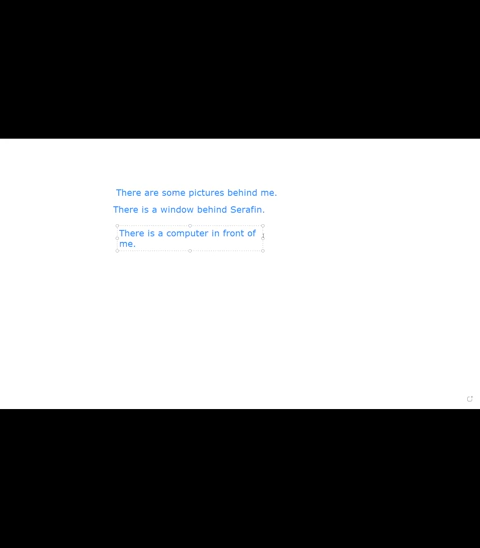 There are some pictures behind me.
There is a window behind Serafin.
There is a computer in front of
me.